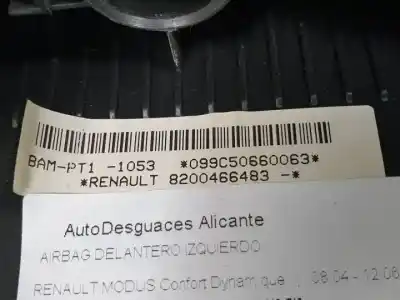 BAM-PT1 -1053 *099C50660063*
*RENAULT 8200466483 -*
AutoDesguaces Alicante
AIRBAG DELANTERO IZQUIERDO
RENAULT MODUS Confort Dynamique 08.04 - 12.06